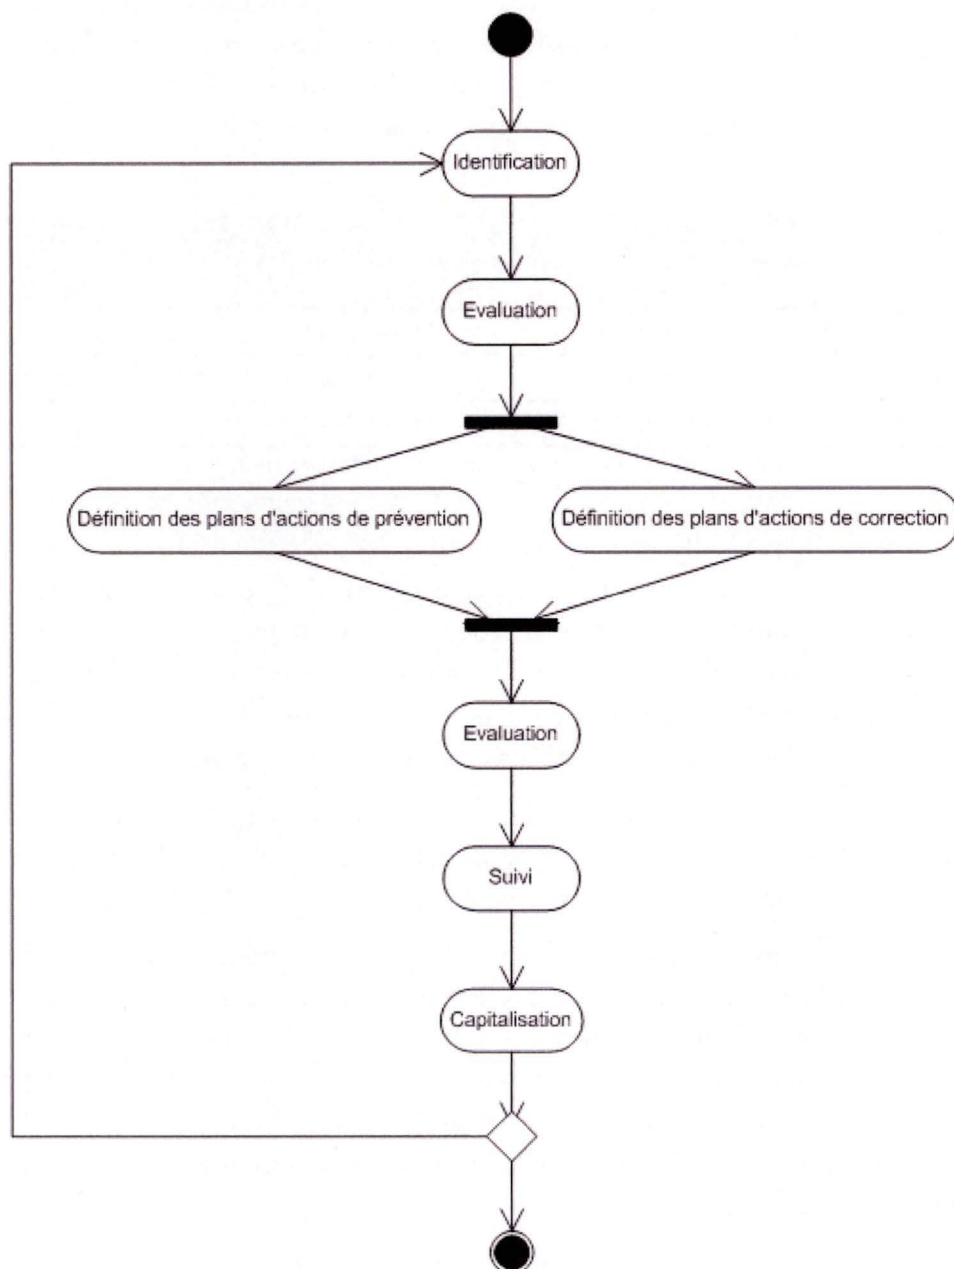 Identification
Evaluation
Définition des plans d'actions de prévention
Définition des plans d'actions de correction
Evaluation
Suivi
Capitalisation